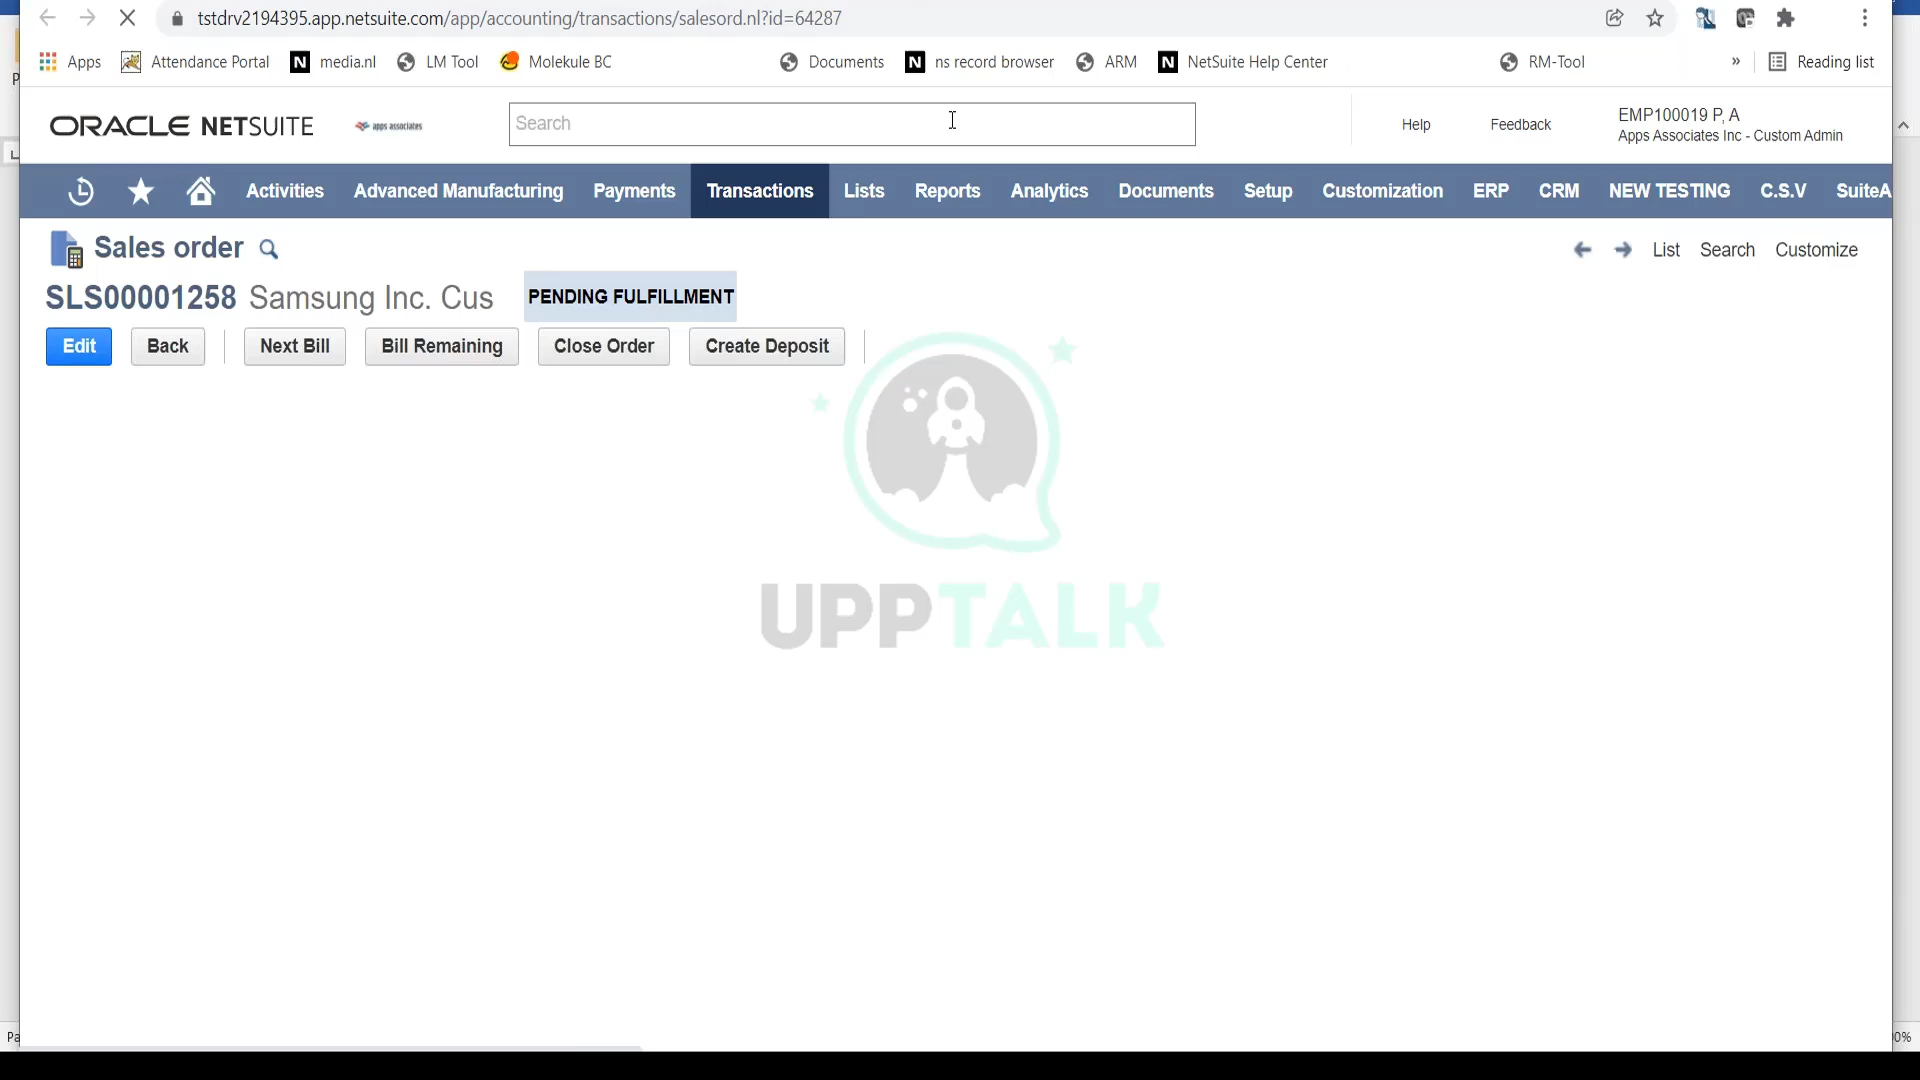 tstdrv2194395.app.netsuite.com/app/accounting/transactions/salesord.nl?id=64287
Apps Attendance Portal N media.nl LM Tool Molekule BC Documents N ns record browser ARM N NetSuite Help Center RM-Tool » Reading list
ORACLE NETSUITE apps associates Search Help Feedback
EMP100019 P, A
Apps Associates Inc - Custom Admin
Activities Advanced Manufacturing Payments Transactions Lists Reports Analytics Documents Setup Customization ERP CRM NEW TESTING C.S.V SuiteA
Sales order List Search Customize
SLS00001258 Samsung Inc. Cus PENDING FULFILLMENT
Edit Back Next Bill Bill Remaining Close Order Create Deposit
UPPTALK
Pa